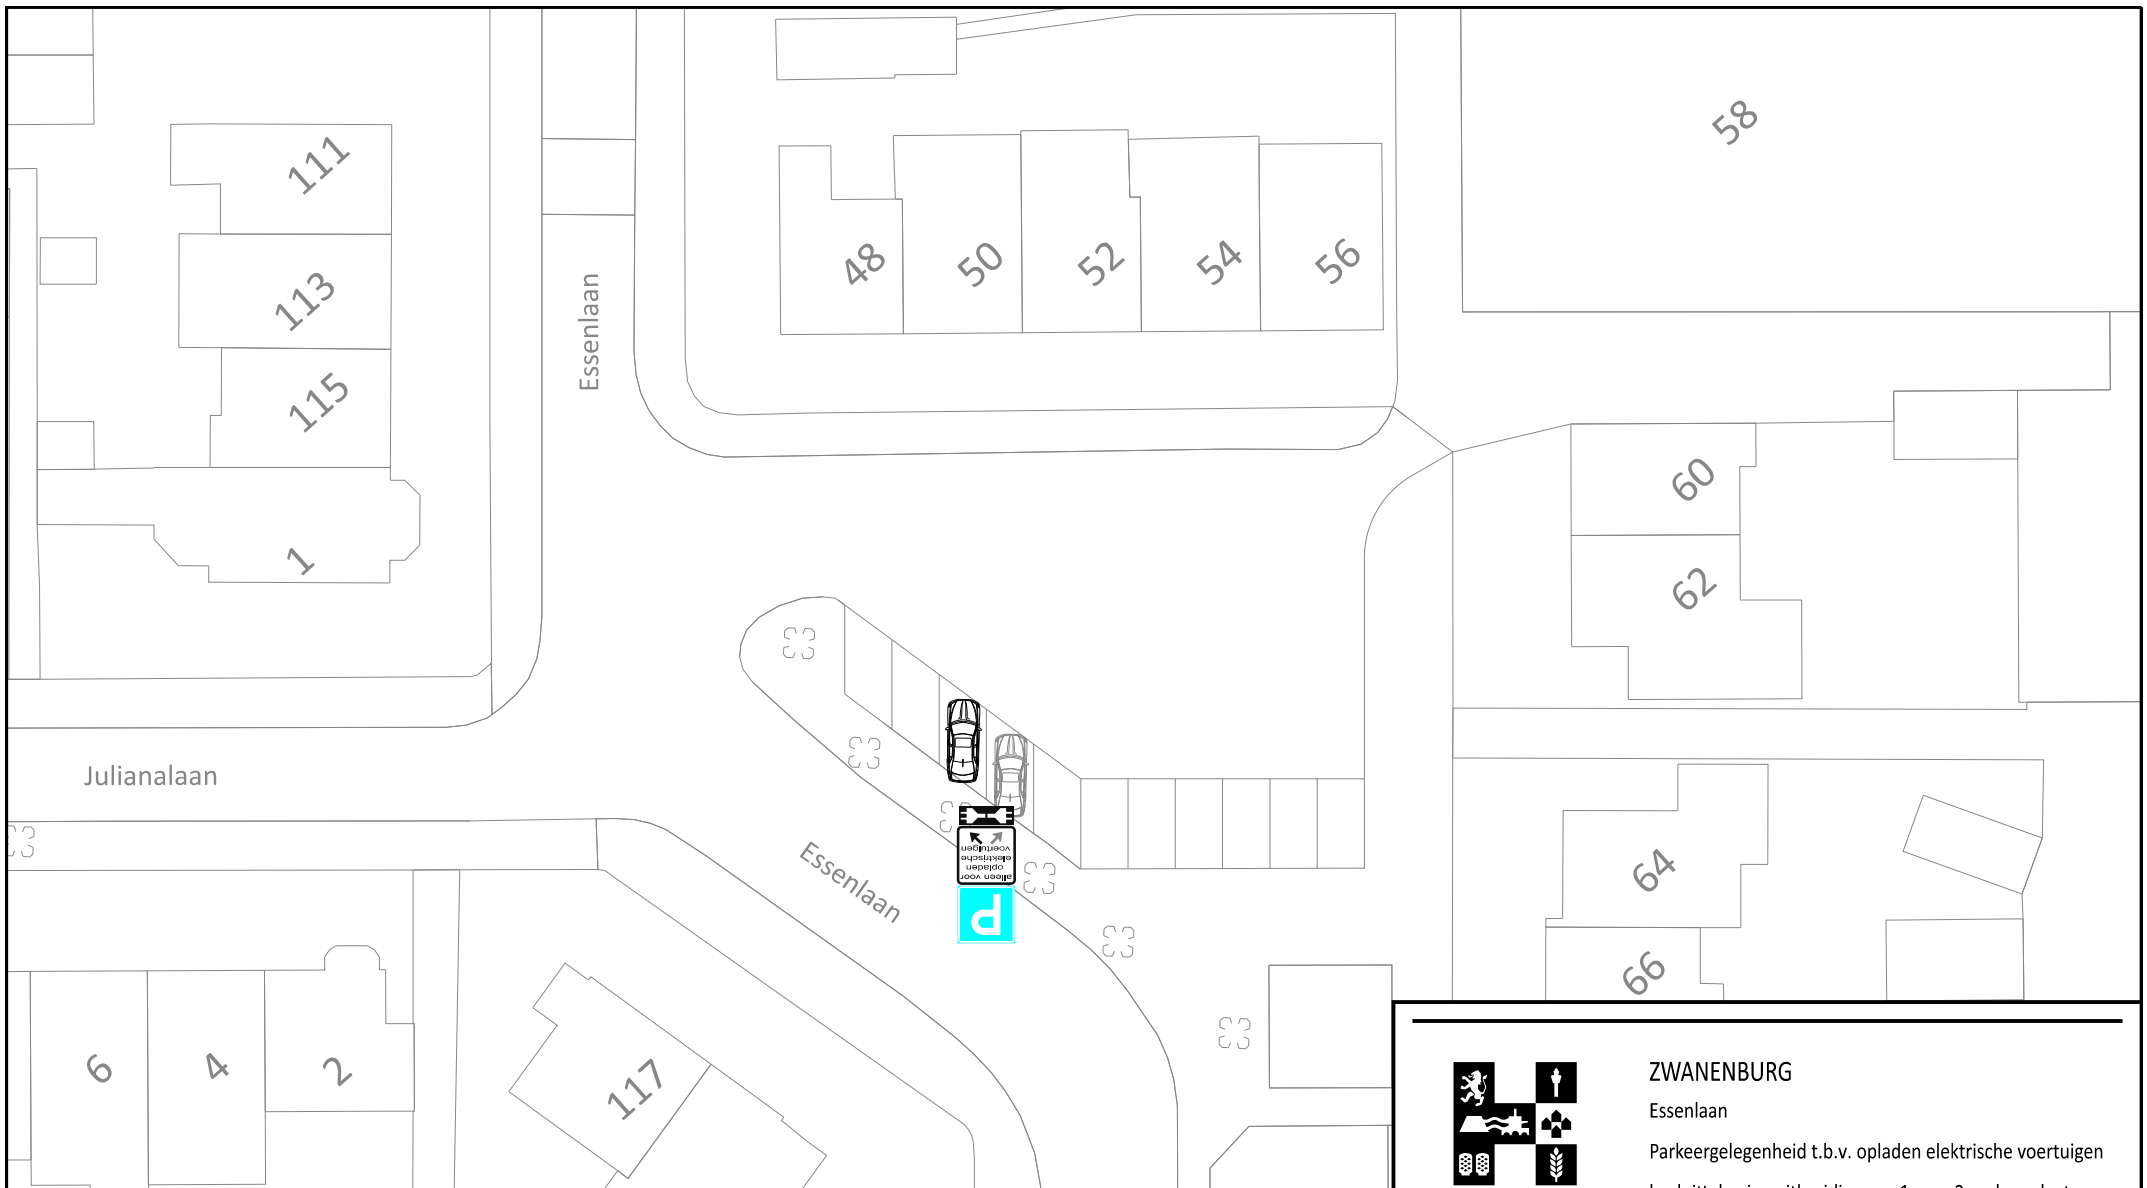 111
58
48
50
52
54
56
113
Essenlaan
115
60
1
62
Julianalaan
Essenlaan
voertuigen
elektrische
opladen
alleen voor
P
64
66
6
4
2
117
ZWANENBURG
Essenlaan
Parkeergelegenheid t.b.v. opladen elektrische voertuigen